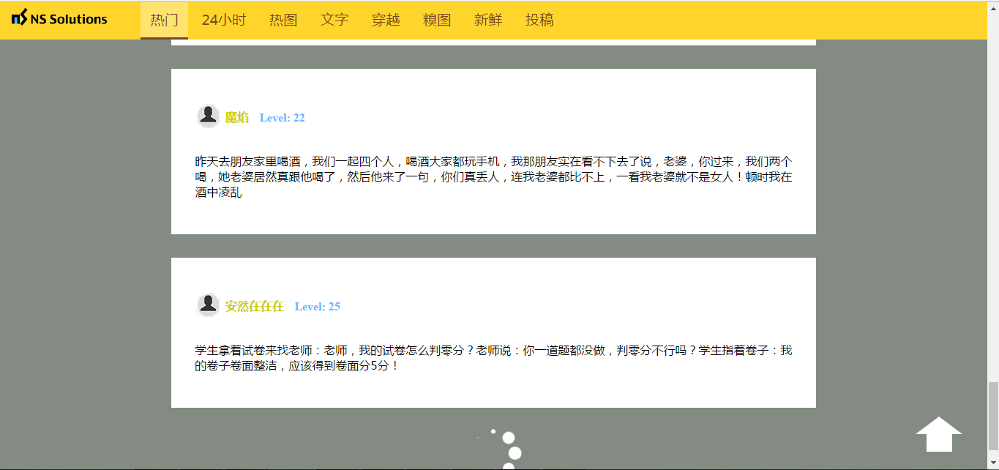 NS Solutions 热门 24小时 热图 文字 穿越 糗图 新鲜 投稿
魔焰 Level: 22
昨天去朋友家里喝酒，我们一起四个人，喝酒大家都玩手机，我那朋友实在看不下去了说，老婆，你过来，我们两个
喝，她老婆居然真跟他喝了，然后他来了一句，你们真丢人，连我老婆都比不上，一看我老婆就不是女人！顿时我在
酒中凌乱
安然在在在 Level: 25
学生拿着试卷来找老师：老师，我的试卷怎么判零分？老师说：你一道题都没做，判零分不行吗？学生指着卷子：我
的卷子卷面整洁，应该得到卷面分5分！